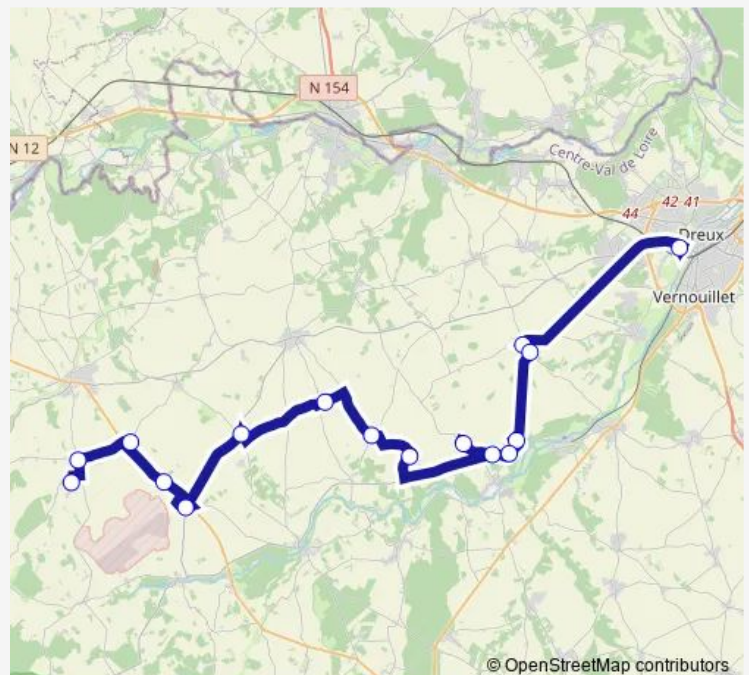 N 154
N 12
Centre-Val de Loire
44
42-41
Dreux
Vernouillet
© OpenStreetMap contributors